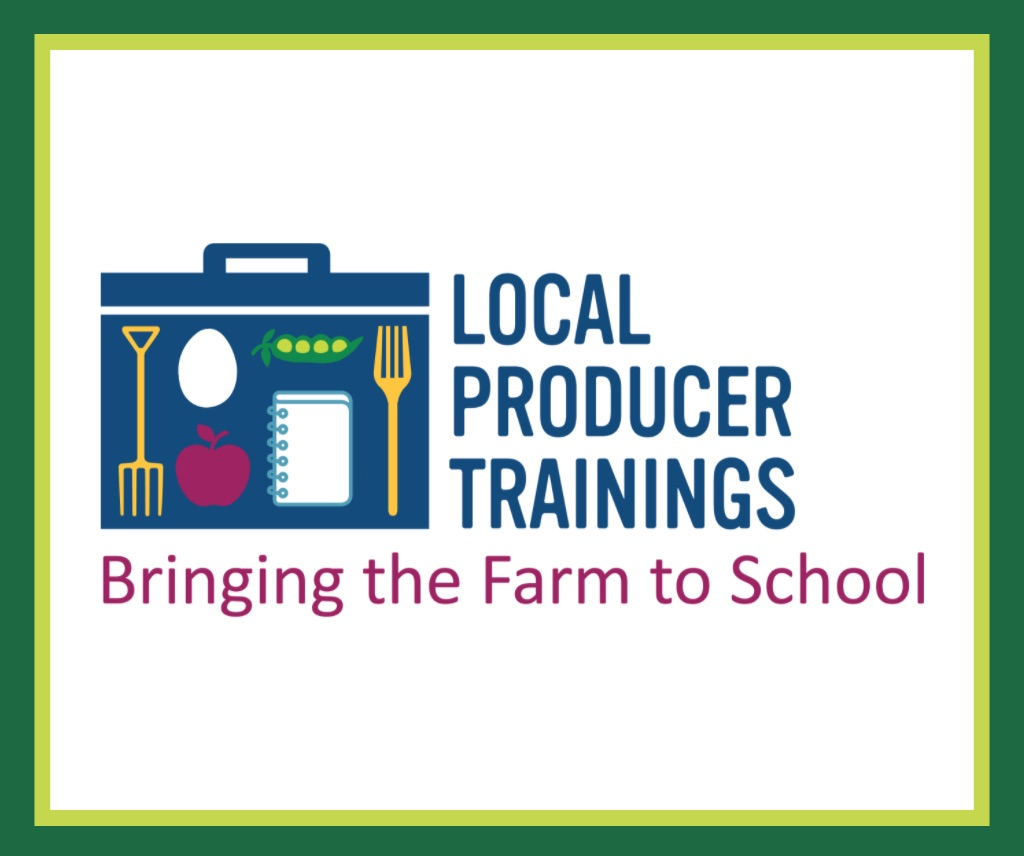 LOCAL
PRODUCER
TRAININGS
Bringing the Farm to School